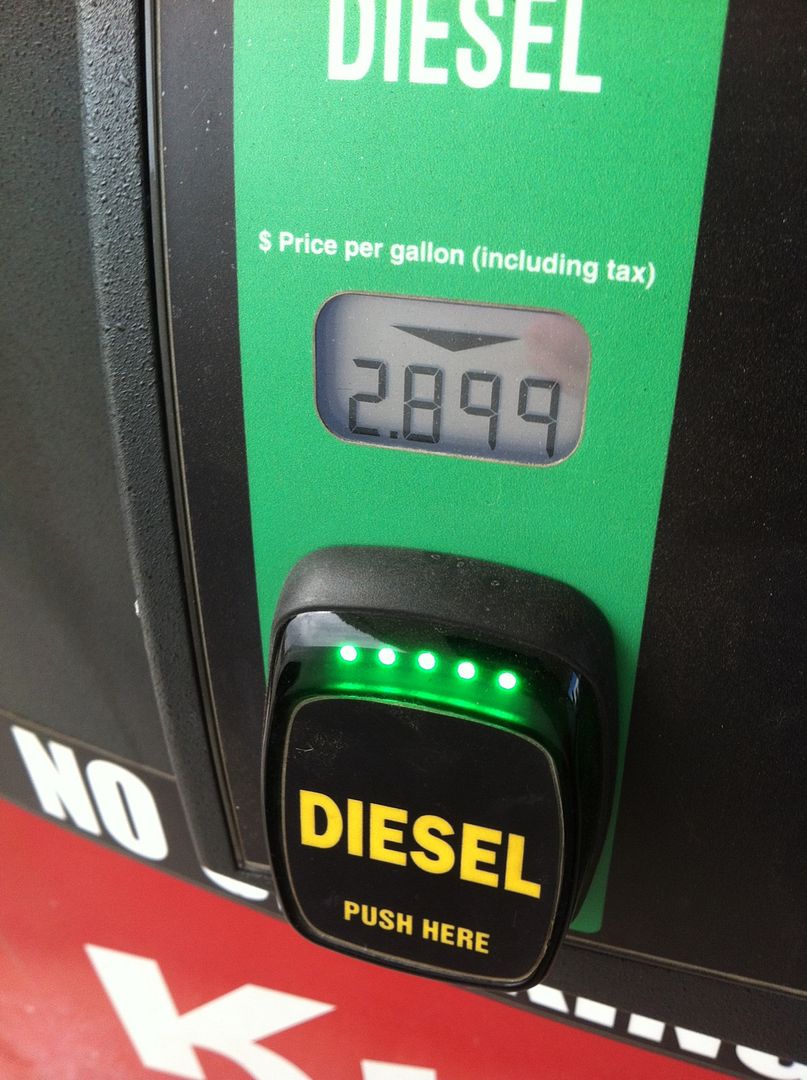 DIESEL
$ Price per gallon (including tax)
2.899
DIESEL
PUSH HERE
NO